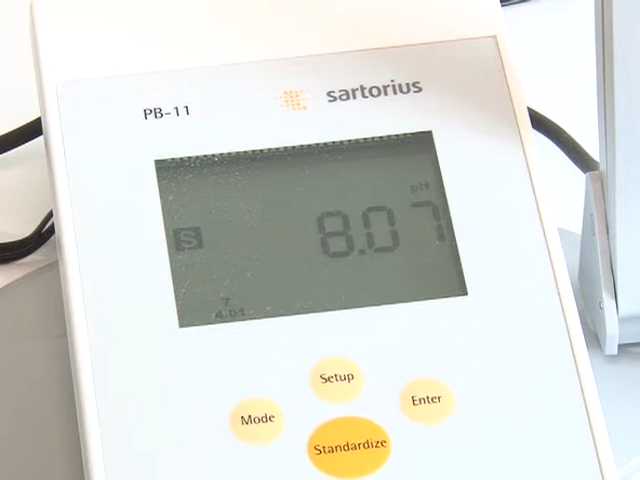 PB-11
sartorius
pH
S
8.07
7
4.01
Setup
Mode
Enter
Standardize